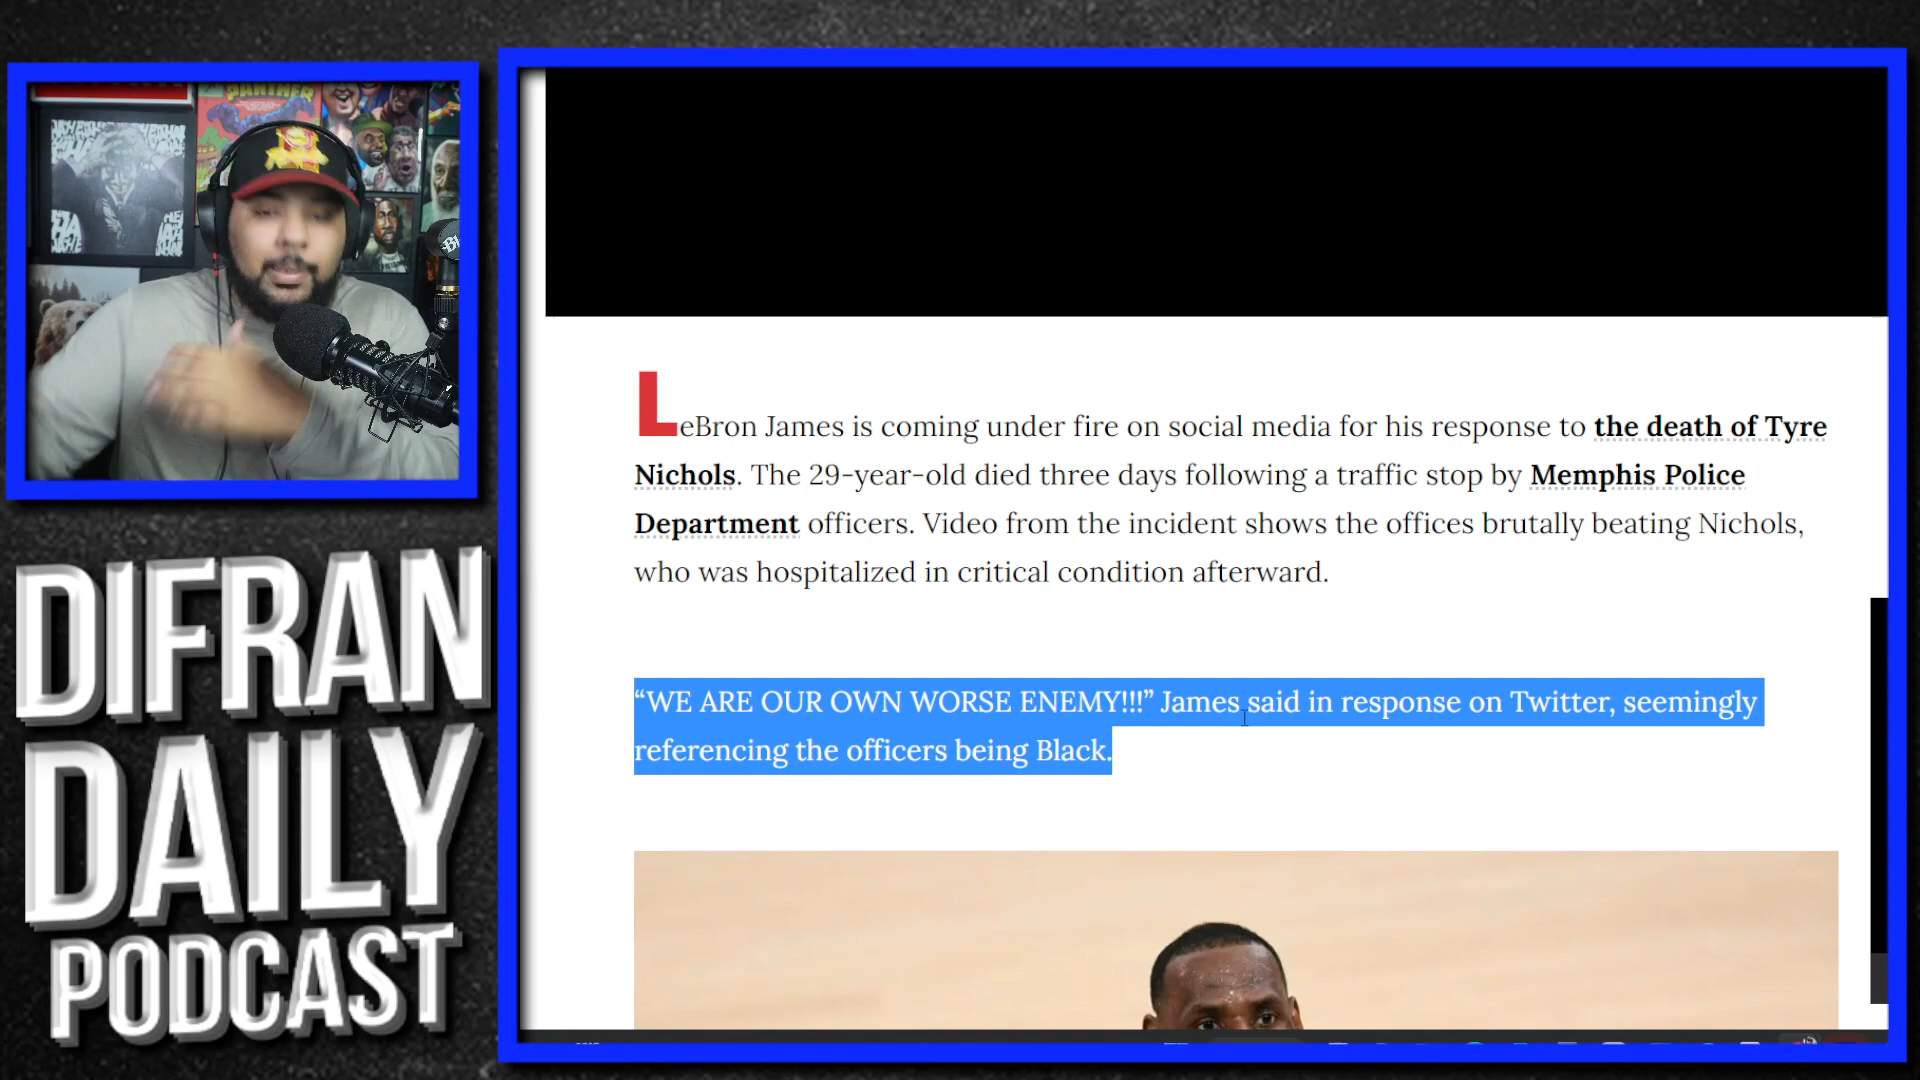 PANTHER
DIFRAN
DAILY
PODCAST
LeBron James is coming under fire on social media for his response to the death of Tyre
Nichols. The 29-year-old died three days following a traffic stop by Memphis Police
Department officers. Video from the incident shows the offices brutally beating Nichols,
who was hospitalized in critical condition afterward.
“WE ARE OUR OWN WORSE ENEMY!!!” James said in response on Twitter, seemingly
referencing the officers being Black.